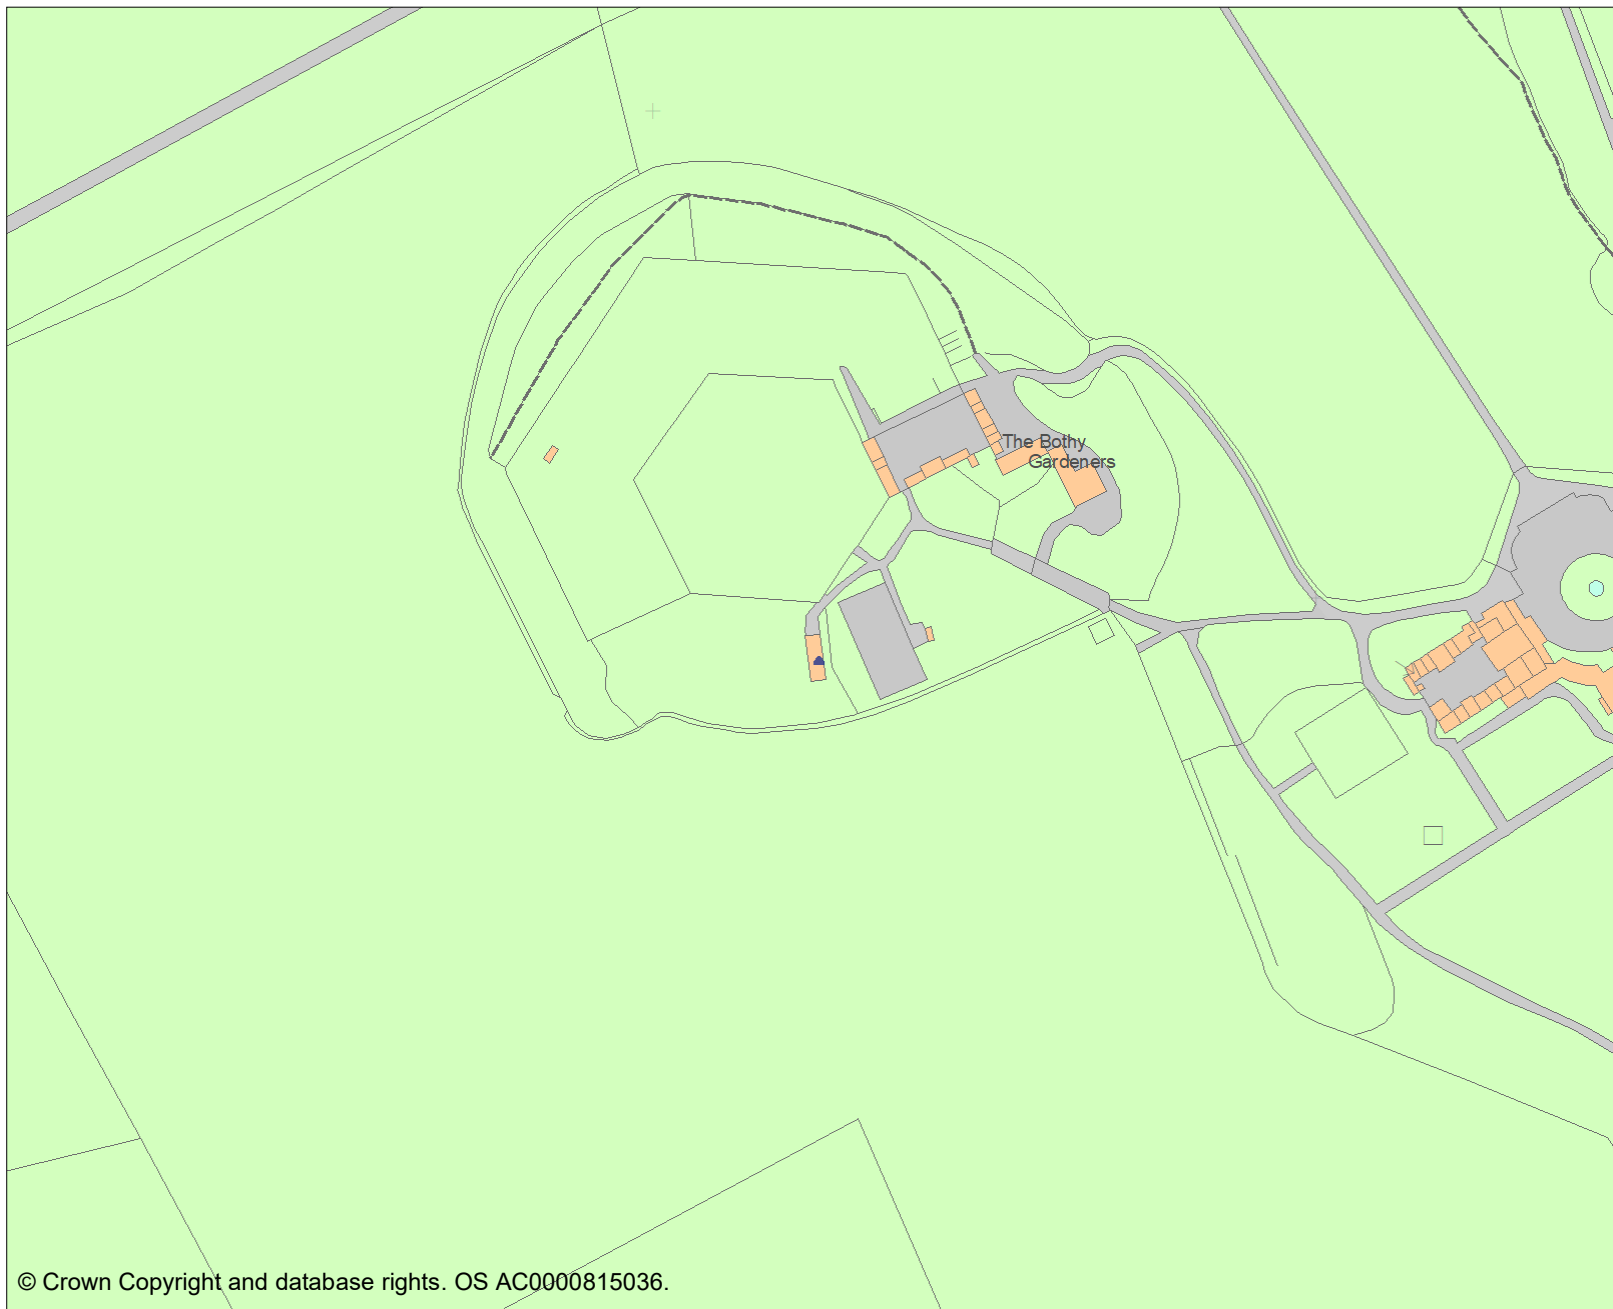 The Bothy
Gardeners
© Crown Copyright and database rights. OS AC0000815036.